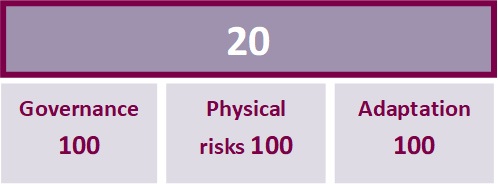 20
Governance
100
Physical
risks 100
Adaptation
100